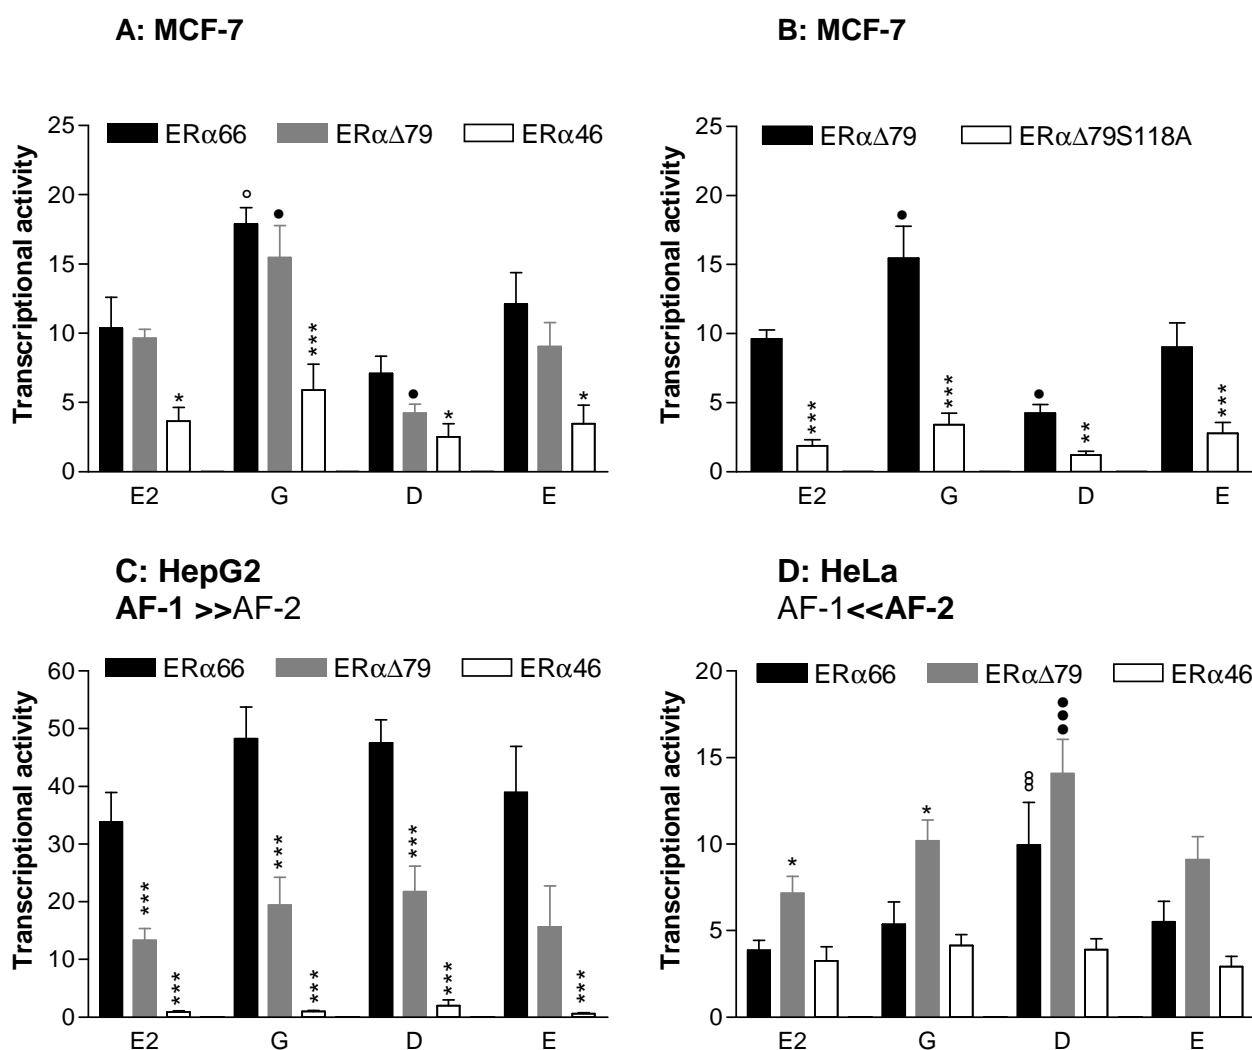 A: MCF-7
Transcriptional activity
25
20
15
10
5
0
ERα66 ERαΔ79 ERα46
° •
*
***
•
*
*
E2 G D E
B: MCF-7
Transcriptional activity
25
20
15
10
5
0
ERαΔ79 ERαΔ79S118A
•
***
***
•
**
***
E2 G D E
C: HepG2
AF-1 >>AF-2
Transcriptional activity
60
50
40
30
20
10
0
ERα66 ERαΔ79 ERα46
***
***
***
***
***
***
***
E2 G D E
D: HeLa
AF-1<<AF-2
Transcriptional activity
20
15
10
5
0
ERα66 ERαΔ79 ERα46
*
*
°°°
•••
E2 G D E